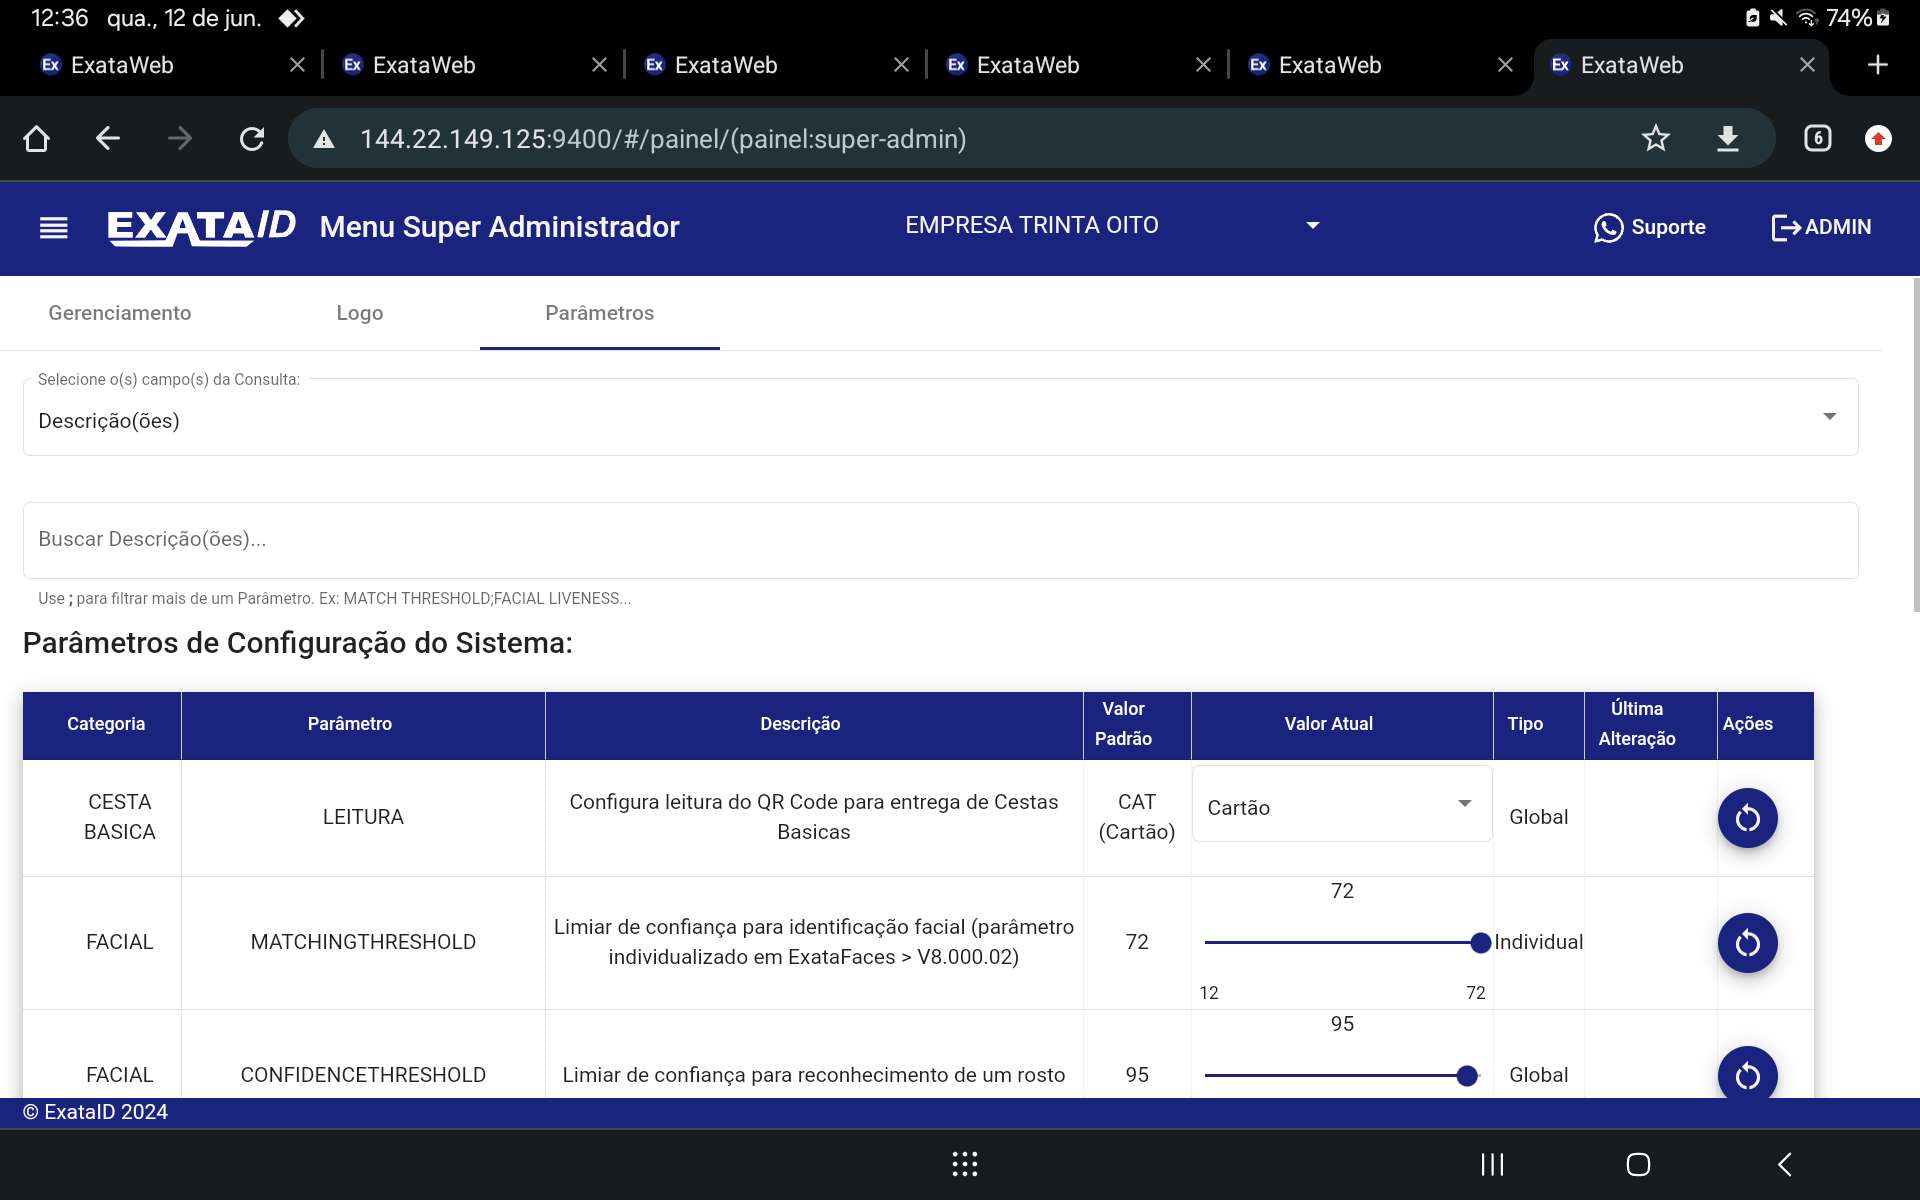 12:36 qua., 12 de jun.
74%
Ex ExataWeb
Ex ExataWeb
Ex ExataWeb
Ex ExataWeb
Ex ExataWeb
Ex ExataWeb
144.22.149.125:9400/#/painel/(painel:super-admin)
6
EXATAID Menu Super Administrador
EMPRESA TRINTA OITO
Suporte
ADMIN
Gerenciamento
Logo
Parâmetros
Selecione o(s) campo(s) da Consulta:
Descrição(ões)
Buscar Descrição(ões)...
Use ; para filtrar mais de um Parâmetro. Ex: MATCH THRESHOLD;FACIAL LIVENESS...
Parâmetros de Configuração do Sistema:
Categoria
Parâmetro
Descrição
Valor
Padrão
Valor Atual
Tipo
Última
Alteração
Ações
CESTA
BASICA
LEITURA
Configura leitura do QR Code para entrega de Cestas
Basicas
CAT
(Cartão)
Cartão
Global
FACIAL
MATCHINGTHRESHOLD
Limiar de confiança para identificação facial (parâmetro
individualizado em ExataFaces > V8.000.02)
72
72
12
72
Individual
FACIAL
CONFIDENCETHRESHOLD
Limiar de confiança para reconhecimento de um rosto
95
95
Global
© ExataID 2024